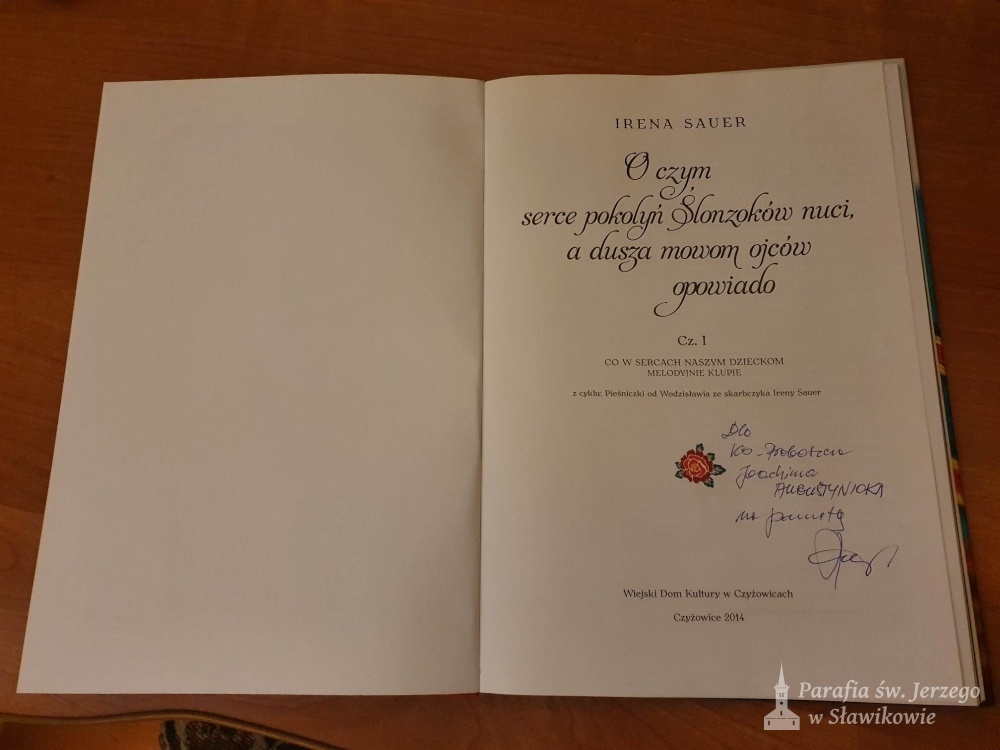 IRENA SAUER
O czym
serce pokolyń Ślonzoków nuci,
a dusza mowom ojców
opowiado
Cz. I
CO W SERCACH NASZYM DZIECKOM
MELODYJNIE KLUPIE
z cyklu: Pieśniczki od Wodzisławia ze skarbczyka Ireny Sauer
Dla
Ks. Proboszcza
Joachima
AUGUSTYNIOKA
na pamiątkę
Wiejski Dom Kultury w Czyżowicach
Czyżowice 2014
Parafia św. Jerzego
w Sławikowie